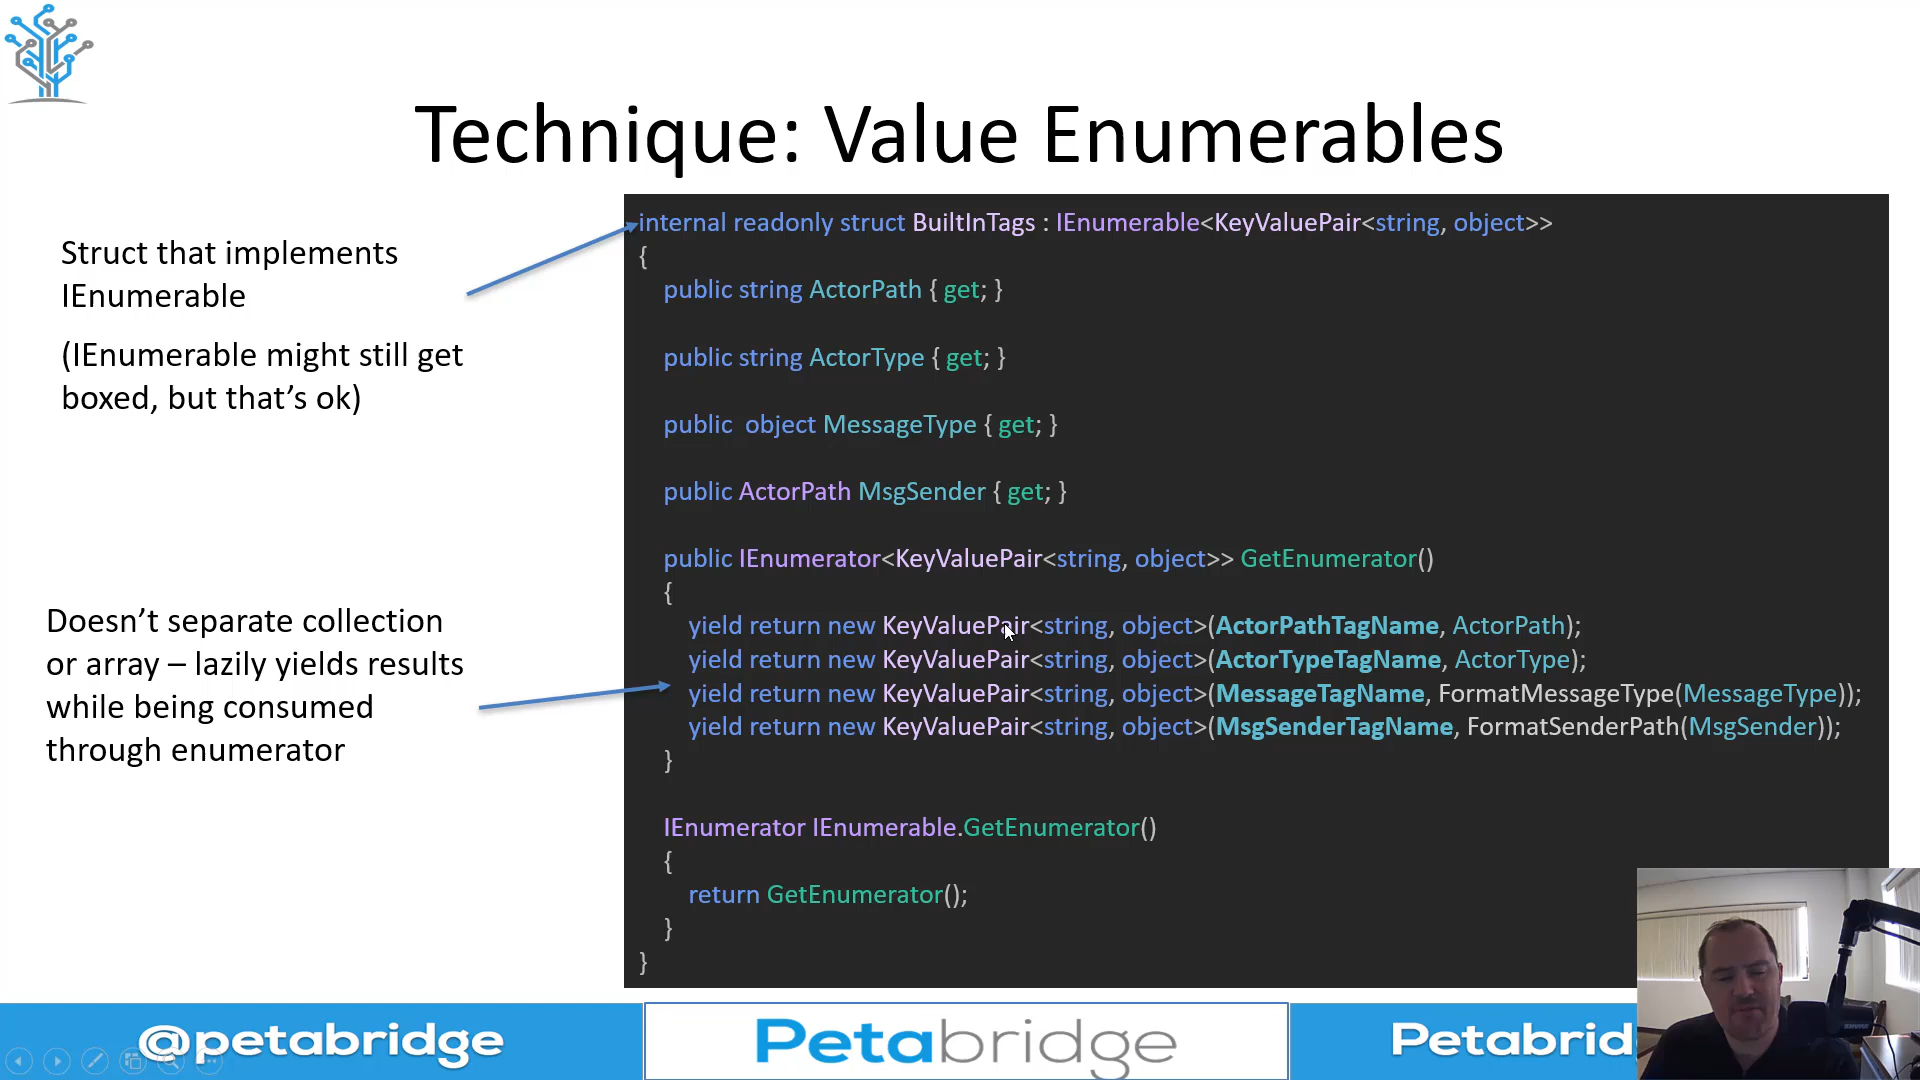 Technique: Value Enumerables
Struct that implements
IEnumerable
(IEnumerable might still get
boxed, but that's ok)
Doesn't separate collection
or array – lazily yields results
while being consumed
through enumerator
internal readonly struct BuiltInTags : IEnumerable<KeyValuePair<string, object>>
{
public string ActorPath { get; }
public string ActorType { get; }
public  object MessageType { get; }
public ActorPath MsgSender { get; }
public IEnumerator<KeyValuePair<string, object>> GetEnumerator()
{
yield return new KeyValuePair<string, object>(ActorPathTagName, ActorPath);
yield return new KeyValuePair<string, object>(ActorTypeTagName, ActorType);
yield return new KeyValuePair<string, object>(MessageTagName, FormatMessageType(MessageType));
yield return new KeyValuePair<string, object>(MsgSenderTagName, FormatSenderPath(MsgSender));
}
IEnumerator IEnumerable.GetEnumerator()
{
return GetEnumerator();
}
}
@petabridge
Petabridge
Petabrid